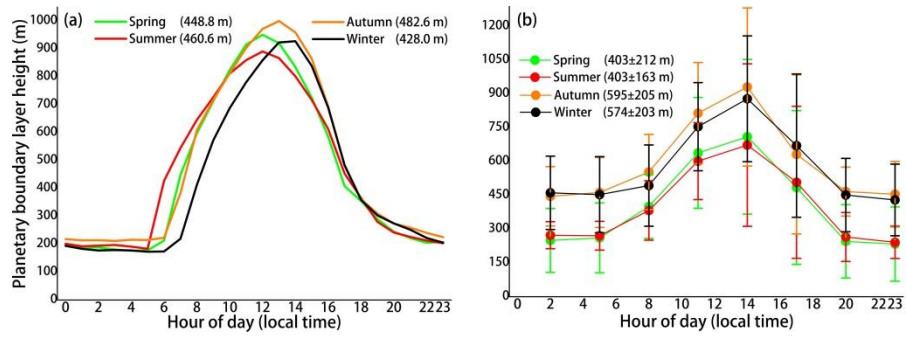 (a)
Spring (448.8 m)
Autumn (482.6 m)
Summer (460.6 m)
Winter (428.0 m)
Planetary boundary layer height (m)
1000
900
800
700
600
500
400
300
200
100
0
0 2 4 6 8 10 12 14 16 18 20 2223
Hour of day (local time)
(b)
Spring (403±212 m)
Summer (403±163 m)
Autumn (595±205 m)
Winter (574±203 m)
1200
1050
900
750
600
450
300
150
0
0 2 4 6 8 10 12 14 16 18 20 2223
Hour of day (local time)